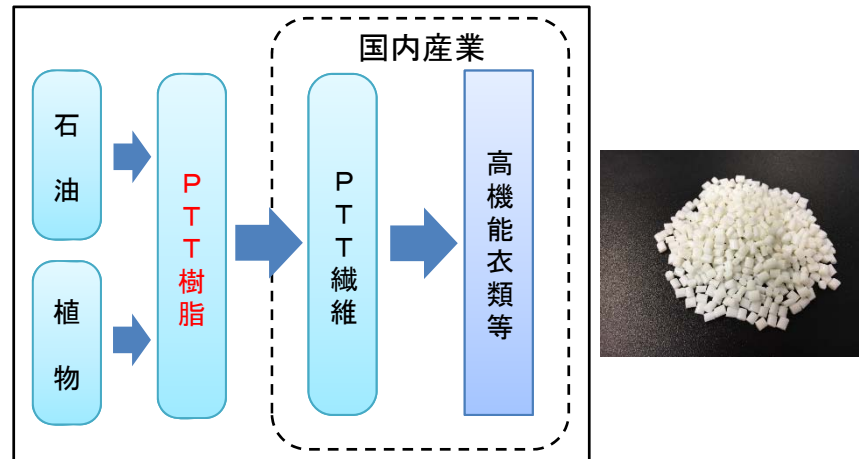 国内産業
石油
植物
ＰＴＴ樹脂
ＰＴＴ繊維
高機能衣類等